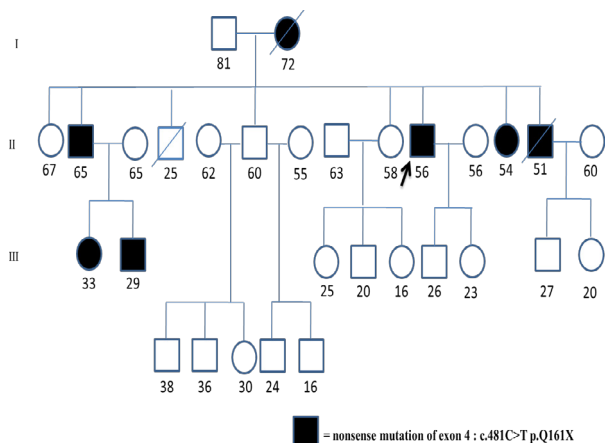 I
81 72
II
67 65 65 25 62 60 55 63 58 56 56 54 51 60
III
33 29 25 20 16 26 23 27 20
38 36 30 24 16
= nonsense mutation of exon 4 : c.481C>T p.Q161X